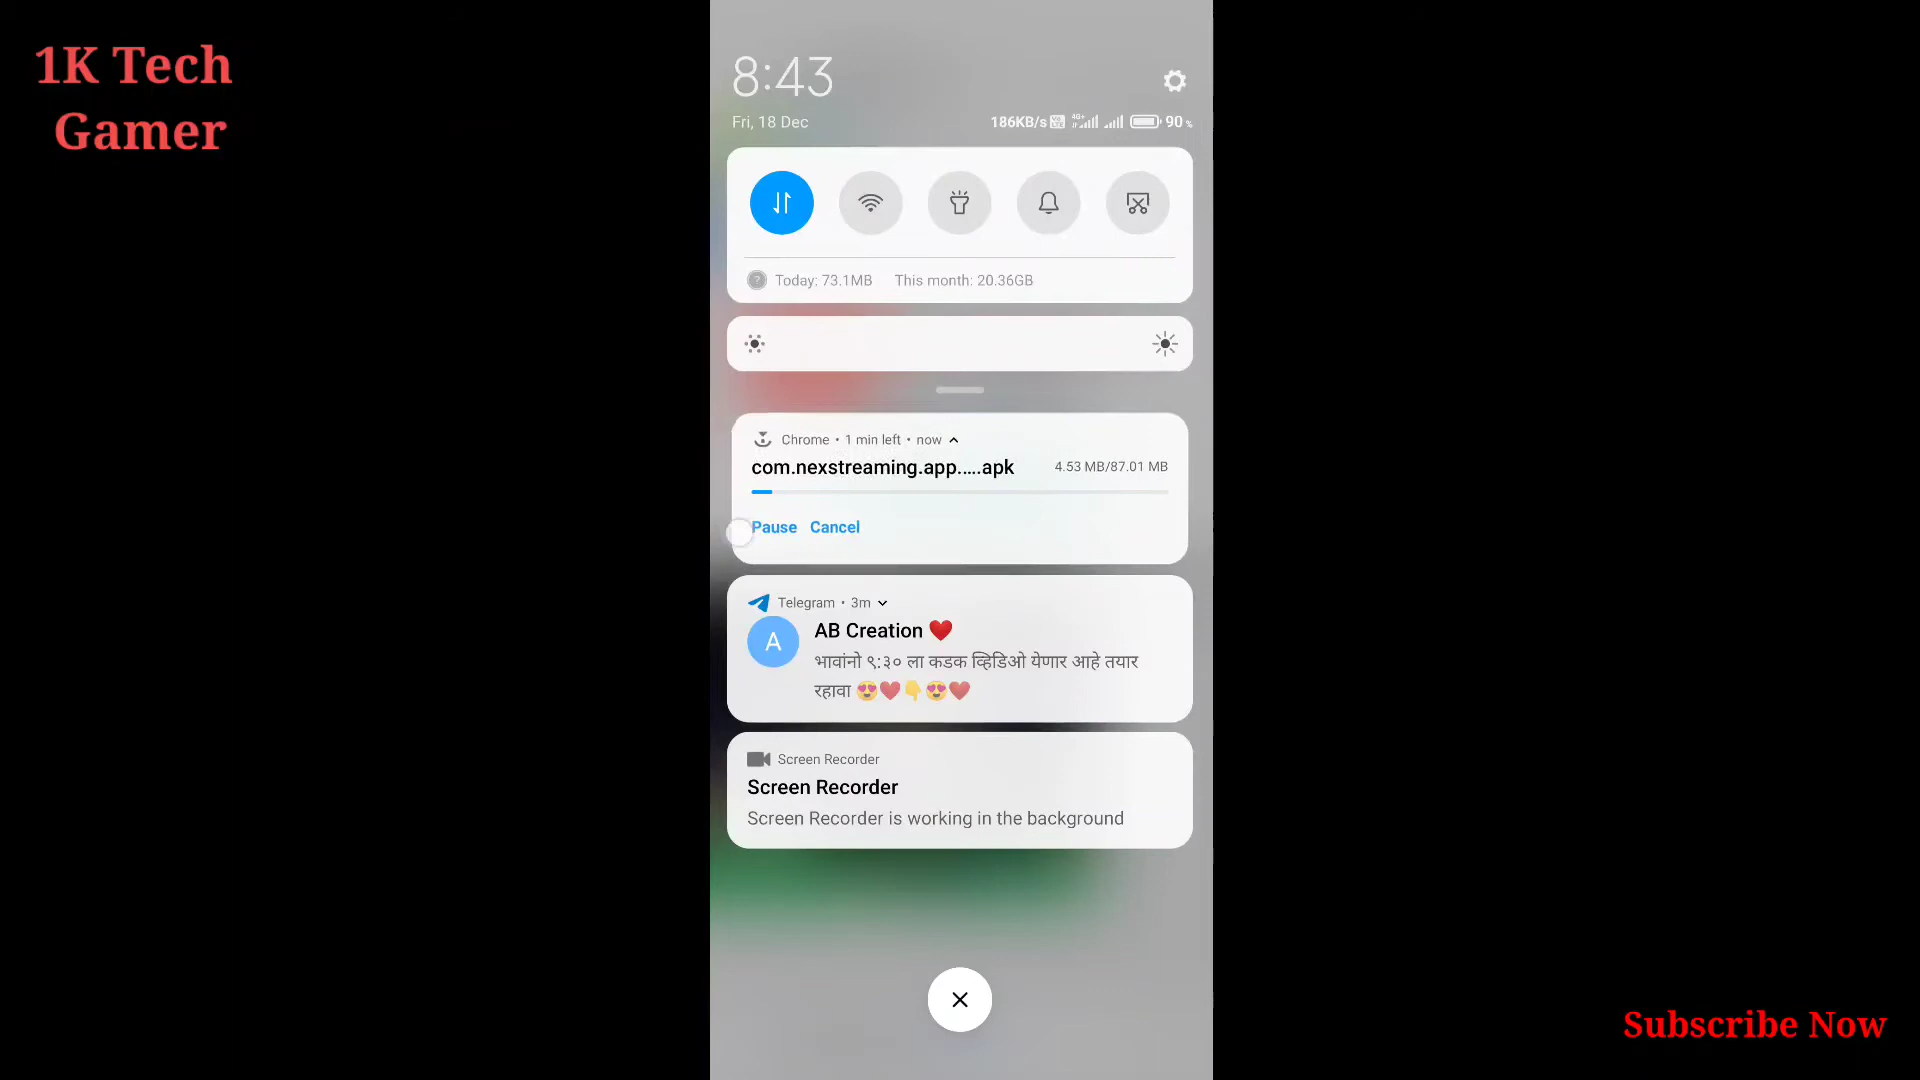 1K Tech
Gamer
8:43
Fri, 18 Dec
186KB/s 90 %
Today: 73.1MB This month: 20.36GB
Chrome • 1 min left • now
com.nexstreaming.app.....apk 4.53 MB/87.01 MB
Pause Cancel
Telegram • 3m
A
AB Creation ❤️
भावांनो ९:३० ला कडक व्हिडिओ येणार आहे तयार
रहावा 😍❤️👇😍❤️
Screen Recorder
Screen Recorder
Screen Recorder is working in the background
Subscribe Now